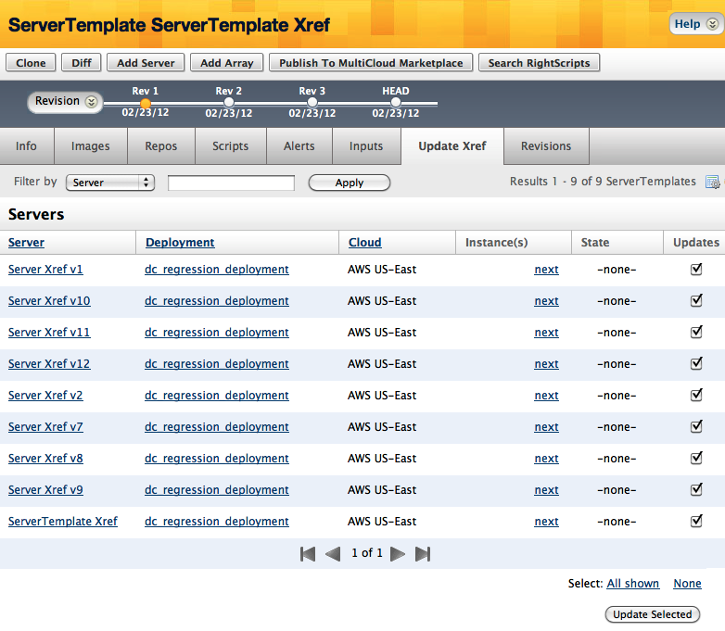 ServerTemplate ServerTemplate Xref
Help
Clone Diff Add Server Add Array Publish To MultiCloud Marketplace Search RightScripts
Revision
Rev 1 Rev 2 Rev 3 HEAD
02/23/12 02/23/12 02/23/12 02/23/12
Info Images Repos Scripts Alerts Inputs Update Xref Revisions
Filter by Server Apply Results 1 - 9 of 9 ServerTemplates
Servers
Server Deployment Cloud Instance(s) State Updates
Server Xref v1 dc_regression_deployment AWS US-East next -none-
Server Xref v10 dc_regression_deployment AWS US-East next -none-
Server Xref v11 dc_regression_deployment AWS US-East next -none-
Server Xref v12 dc_regression_deployment AWS US-East next -none-
Server Xref v2 dc_regression_deployment AWS US-East next -none-
Server Xref v7 dc_regression_deployment AWS US-East next -none-
Server Xref v8 dc_regression_deployment AWS US-East next -none-
Server Xref v9 dc_regression_deployment AWS US-East next -none-
ServerTemplate Xref dc_regression_deployment AWS US-East next -none-
1 of 1
Select: All shown None
Update Selected